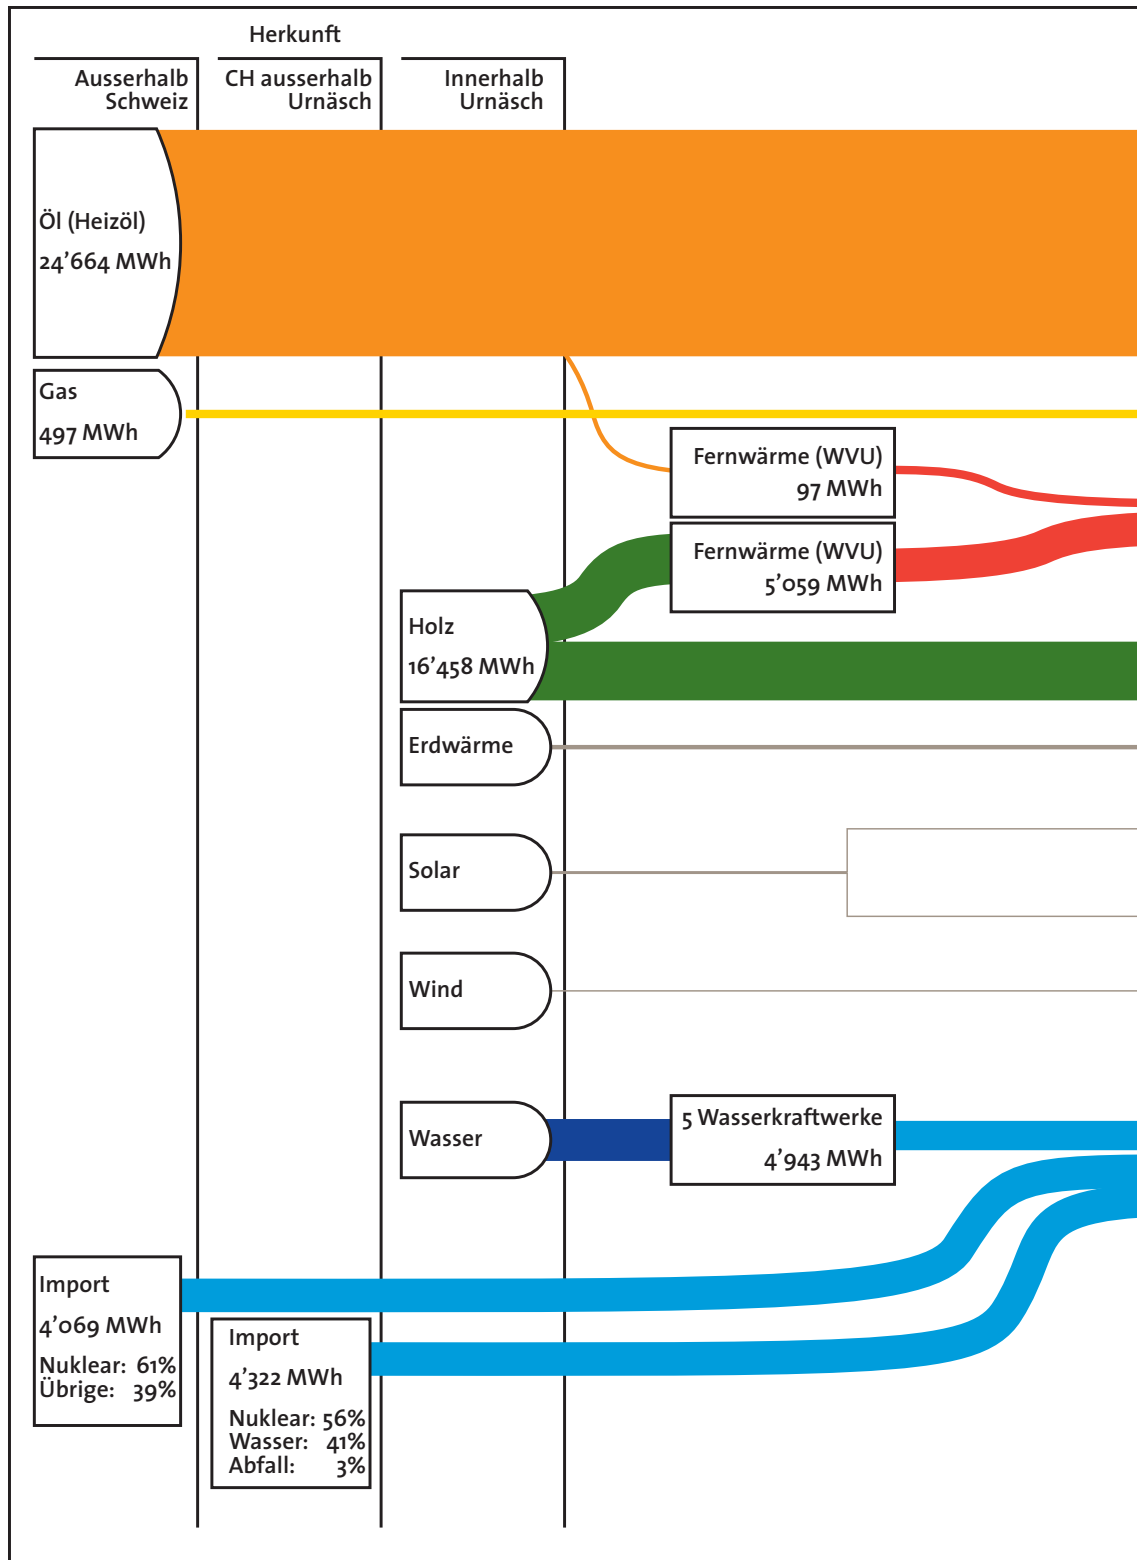 Herkunft
Ausserhalb
Schweiz
CH ausserhalb
Urnäsch
Innerhalb
Urnäsch
Öl (Heizöl)
24’664 MWh
Gas
497 MWh
Fernwärme (WVU)
97 MWh
Fernwärme (WVU)
5’059 MWh
Holz
16’458 MWh
Erdwärme
Solar
Wind
Wasser
5 Wasserkraftwerke
4’943 MWh
Import
4’069 MWh
Nuklear: 61%
Übrige: 39%
Import
4’322 MWh
Nuklear: 56%
Wasser: 41%
Abfall: 3%